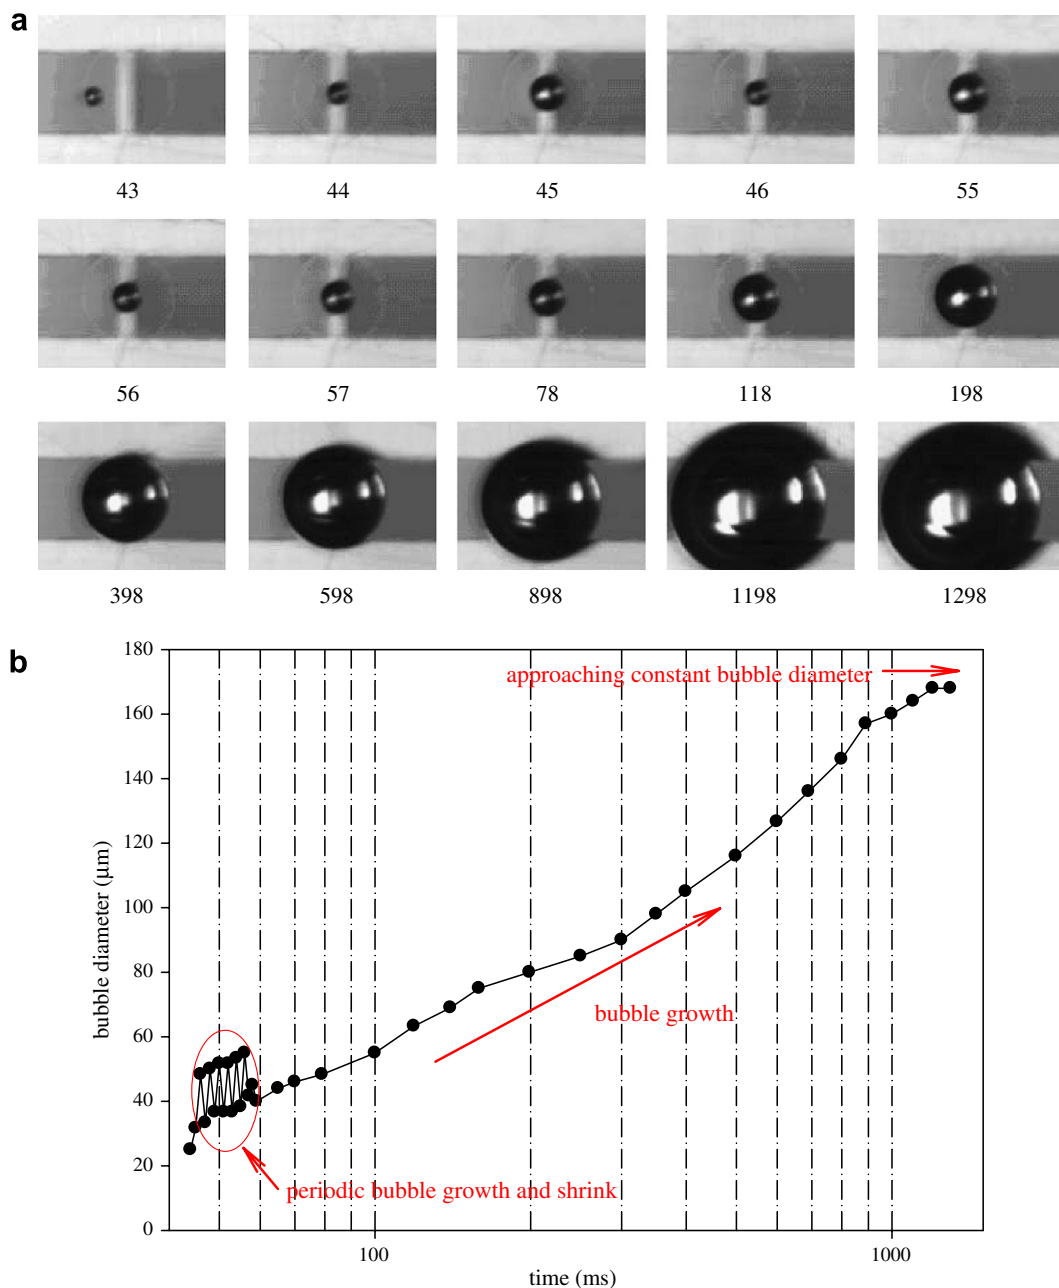 a
43 44 45 46 55
56 57 78 118 198
398 598 898 1198 1298
b
180
160
140
120
100
80
60
40
20
0
bubble diameter (μm)
approaching constant bubble diameter
bubble growth
periodic bubble growth and shrink
100 1000
time (ms)